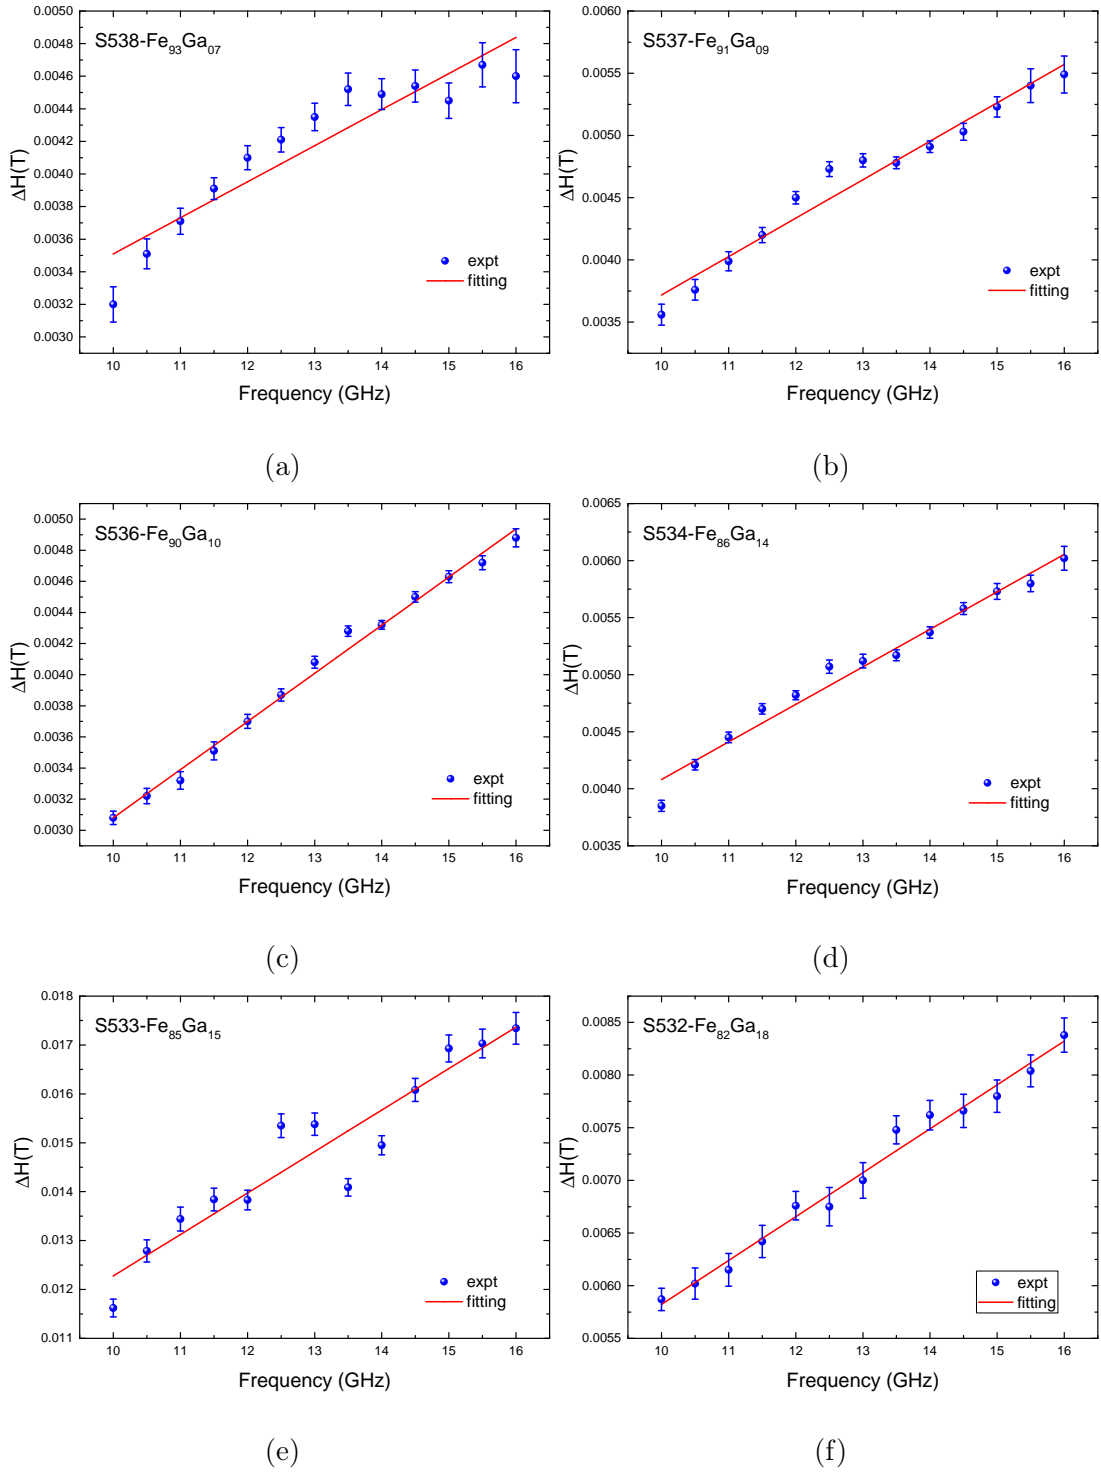 S538-Fe93Ga07
ΔH(T)
0.0050
0.0048
0.0046
0.0044
0.0042
0.0040
0.0038
0.0036
0.0034
0.0032
0.0030
expt
fitting
10 11 12 13 14 15 16
Frequency (GHz)
(a)
S537-Fe91Ga09
ΔH(T)
0.0060
0.0055
0.0050
0.0045
0.0040
0.0035
expt
fitting
10 11 12 13 14 15 16
Frequency (GHz)
(b)
S536-Fe90Ga10
ΔH(T)
0.0050
0.0048
0.0046
0.0044
0.0042
0.0040
0.0038
0.0036
0.0034
0.0032
0.0030
expt
fitting
10 11 12 13 14 15 16
Frequency (GHz)
(c)
S534-Fe86Ga14
ΔH(T)
0.0065
0.0060
0.0055
0.0050
0.0045
0.0040
0.0035
expt
fitting
10 11 12 13 14 15 16
Frequency (GHz)
(d)
S533-Fe85Ga15
ΔH(T)
0.018
0.017
0.016
0.015
0.014
0.013
0.012
0.011
expt
fitting
10 11 12 13 14 15 16
Frequency (GHz)
(e)
S532-Fe82Ga18
ΔH(T)
0.0085
0.0080
0.0075
0.0070
0.0065
0.0060
0.0055
expt
fitting
10 11 12 13 14 15 16
Frequency (GHz)
(f)